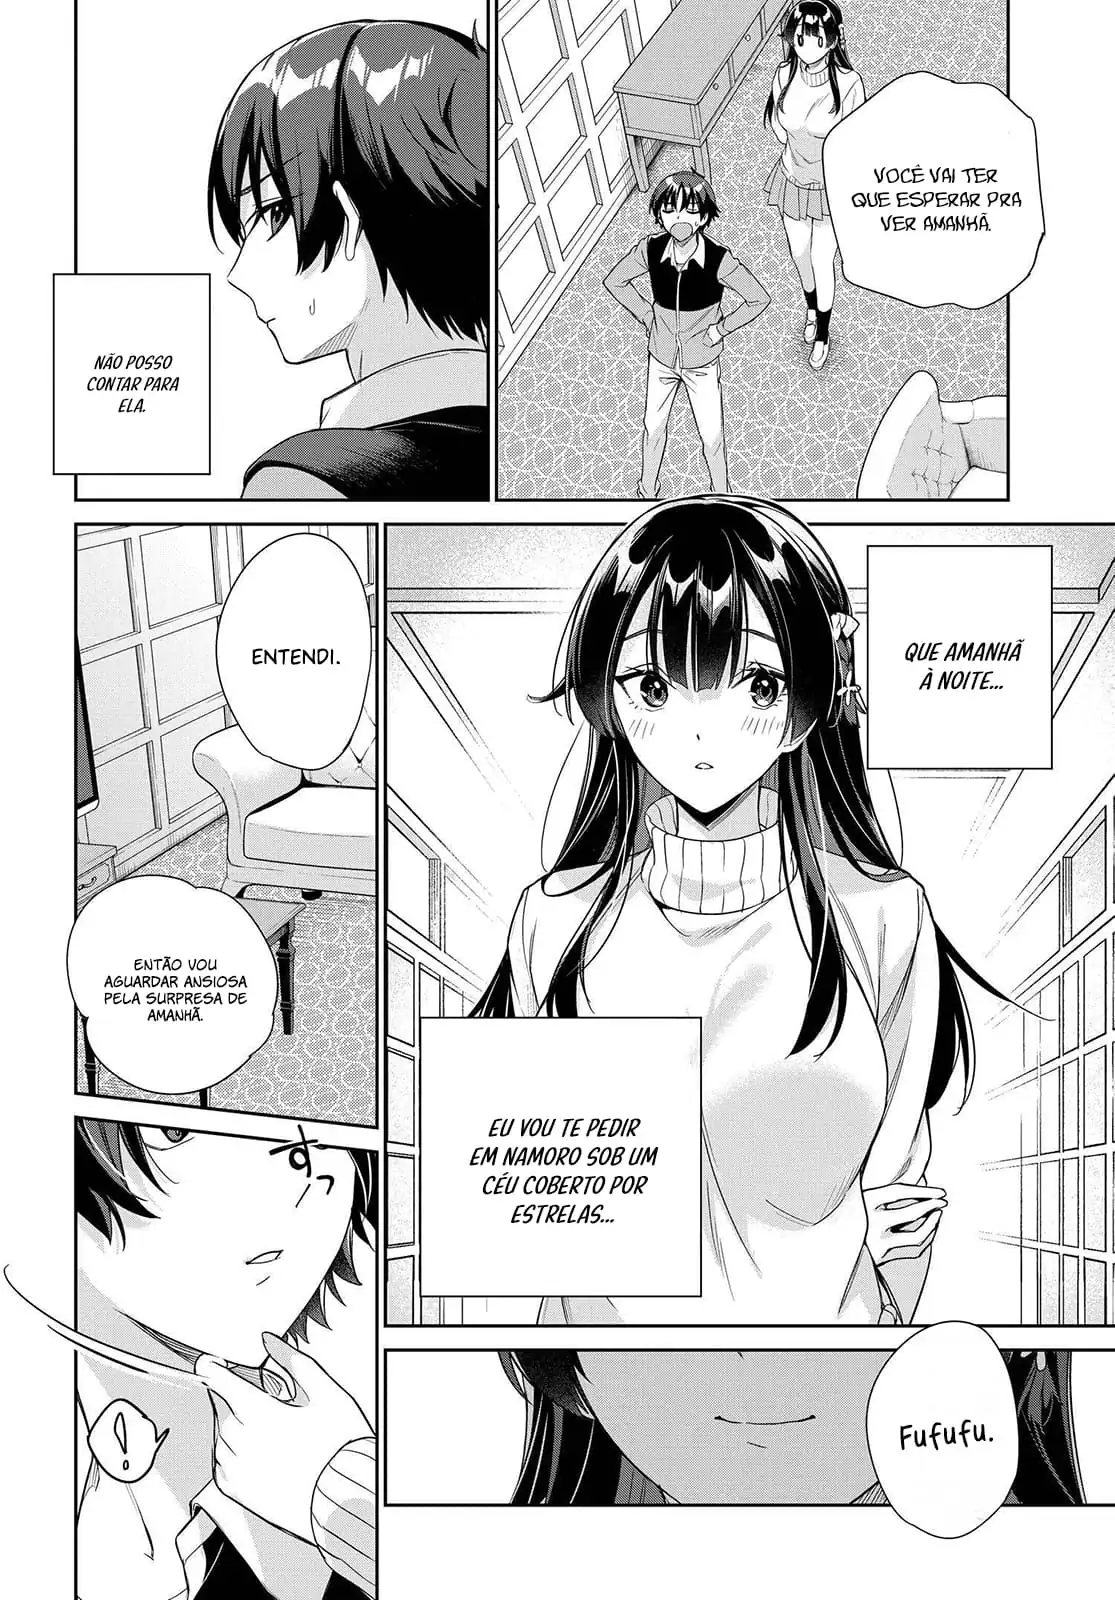 VOCÊ VAI TER
QUE ESPERAR PRA
VER AMANHÃ.
NÃO POSSO
CONTAR PARA
ELA.
QUE AMANHÃ
À NOITE...
EU VOU TE PEDIR
EM NAMORO SOB UM
CÉU COBERTO POR
ESTRELAS...
ENTENDI.
ENTÃO VOU
AGUARDAR ANSIOSA
PELA SURPRESA DE
AMANHÃ.
Fufufu.
すっ
!